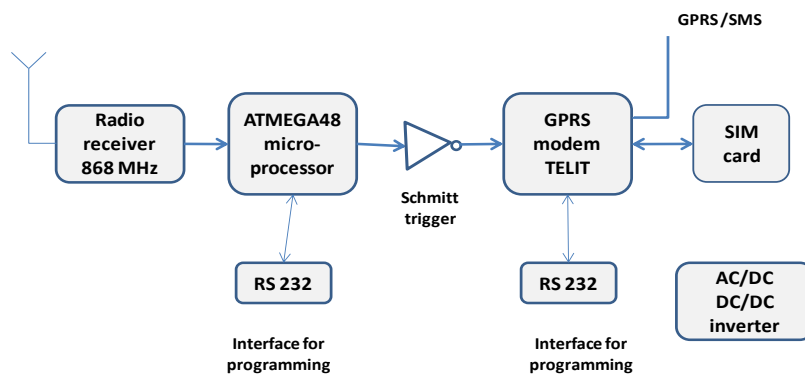 GPRS/SMS
Radio
receiver
868 MHz
ATMEGA48
micro-
processor
Schmitt
trigger
GPRS
modem
TELIT
SIM
card
RS 232
Interface for
programming
RS 232
Interface for
programming
AC/DC
DC/DC
inverter